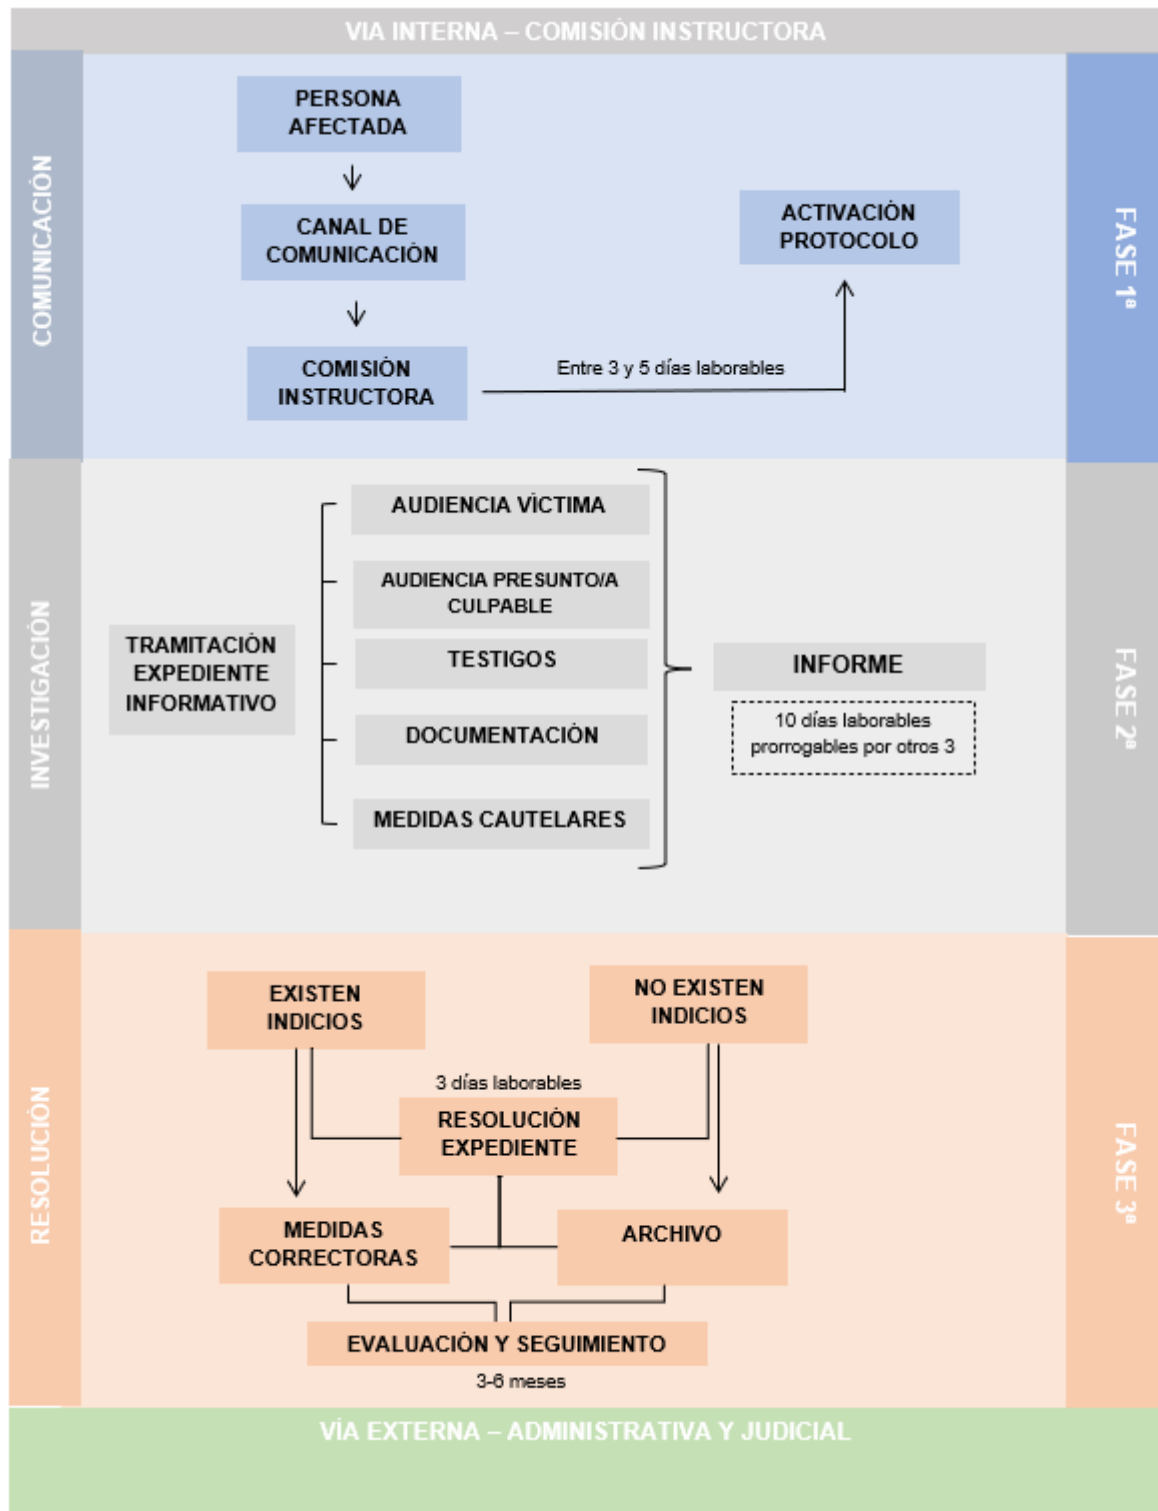 VIA INTERNA – COMISIÓN INSTRUCTORA
COMUNICACIÓN
FASE 1ª
PERSONA
AFECTADA
CANAL DE
COMUNICACIÓN
COMISIÓN
INSTRUCTORA
Entre 3 y 5 días laborables
ACTIVACIÓN
PROTOCOLO
INVESTIGACIÓN
FASE 2ª
TRAMITACIÓN
EXPEDIENTE
INFORMATIVO
AUDIENCIA VÍCTIMA
AUDIENCIA PRESUNTO/A
CULPABLE
TESTIGOS
DOCUMENTACIÓN
MEDIDAS CAUTELARES
INFORME
10 días laborables
prorrogables por otros 3
RESOLUCIÓN
FASE 3ª
EXISTEN
INDICIOS
NO EXISTEN
INDICIOS
3 días laborables
RESOLUCIÓN
EXPEDIENTE
MEDIDAS
CORRECTORAS
ARCHIVO
EVALUACIÓN Y SEGUIMIENTO
3-6 meses
VÍA EXTERNA – ADMINISTRATIVA Y JUDICIAL